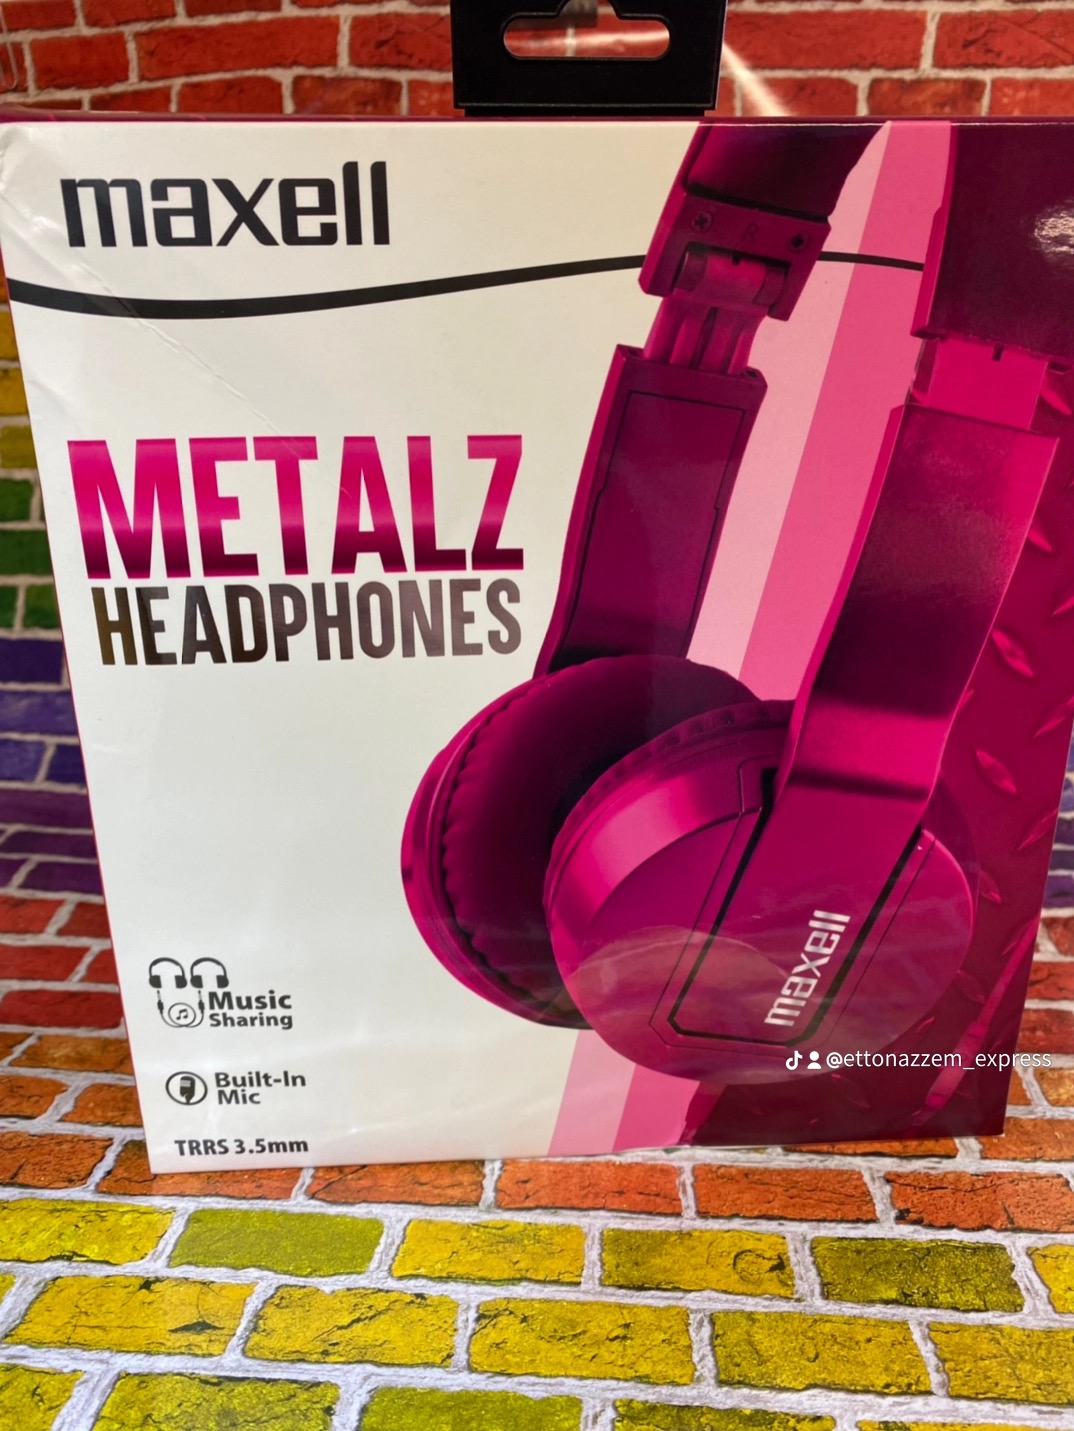 maxell
METALZ
HEADPHONES
R
maxell
Music
Sharing
@ettonazzem_express
Built-In
Mic
TRRS 3.5mm